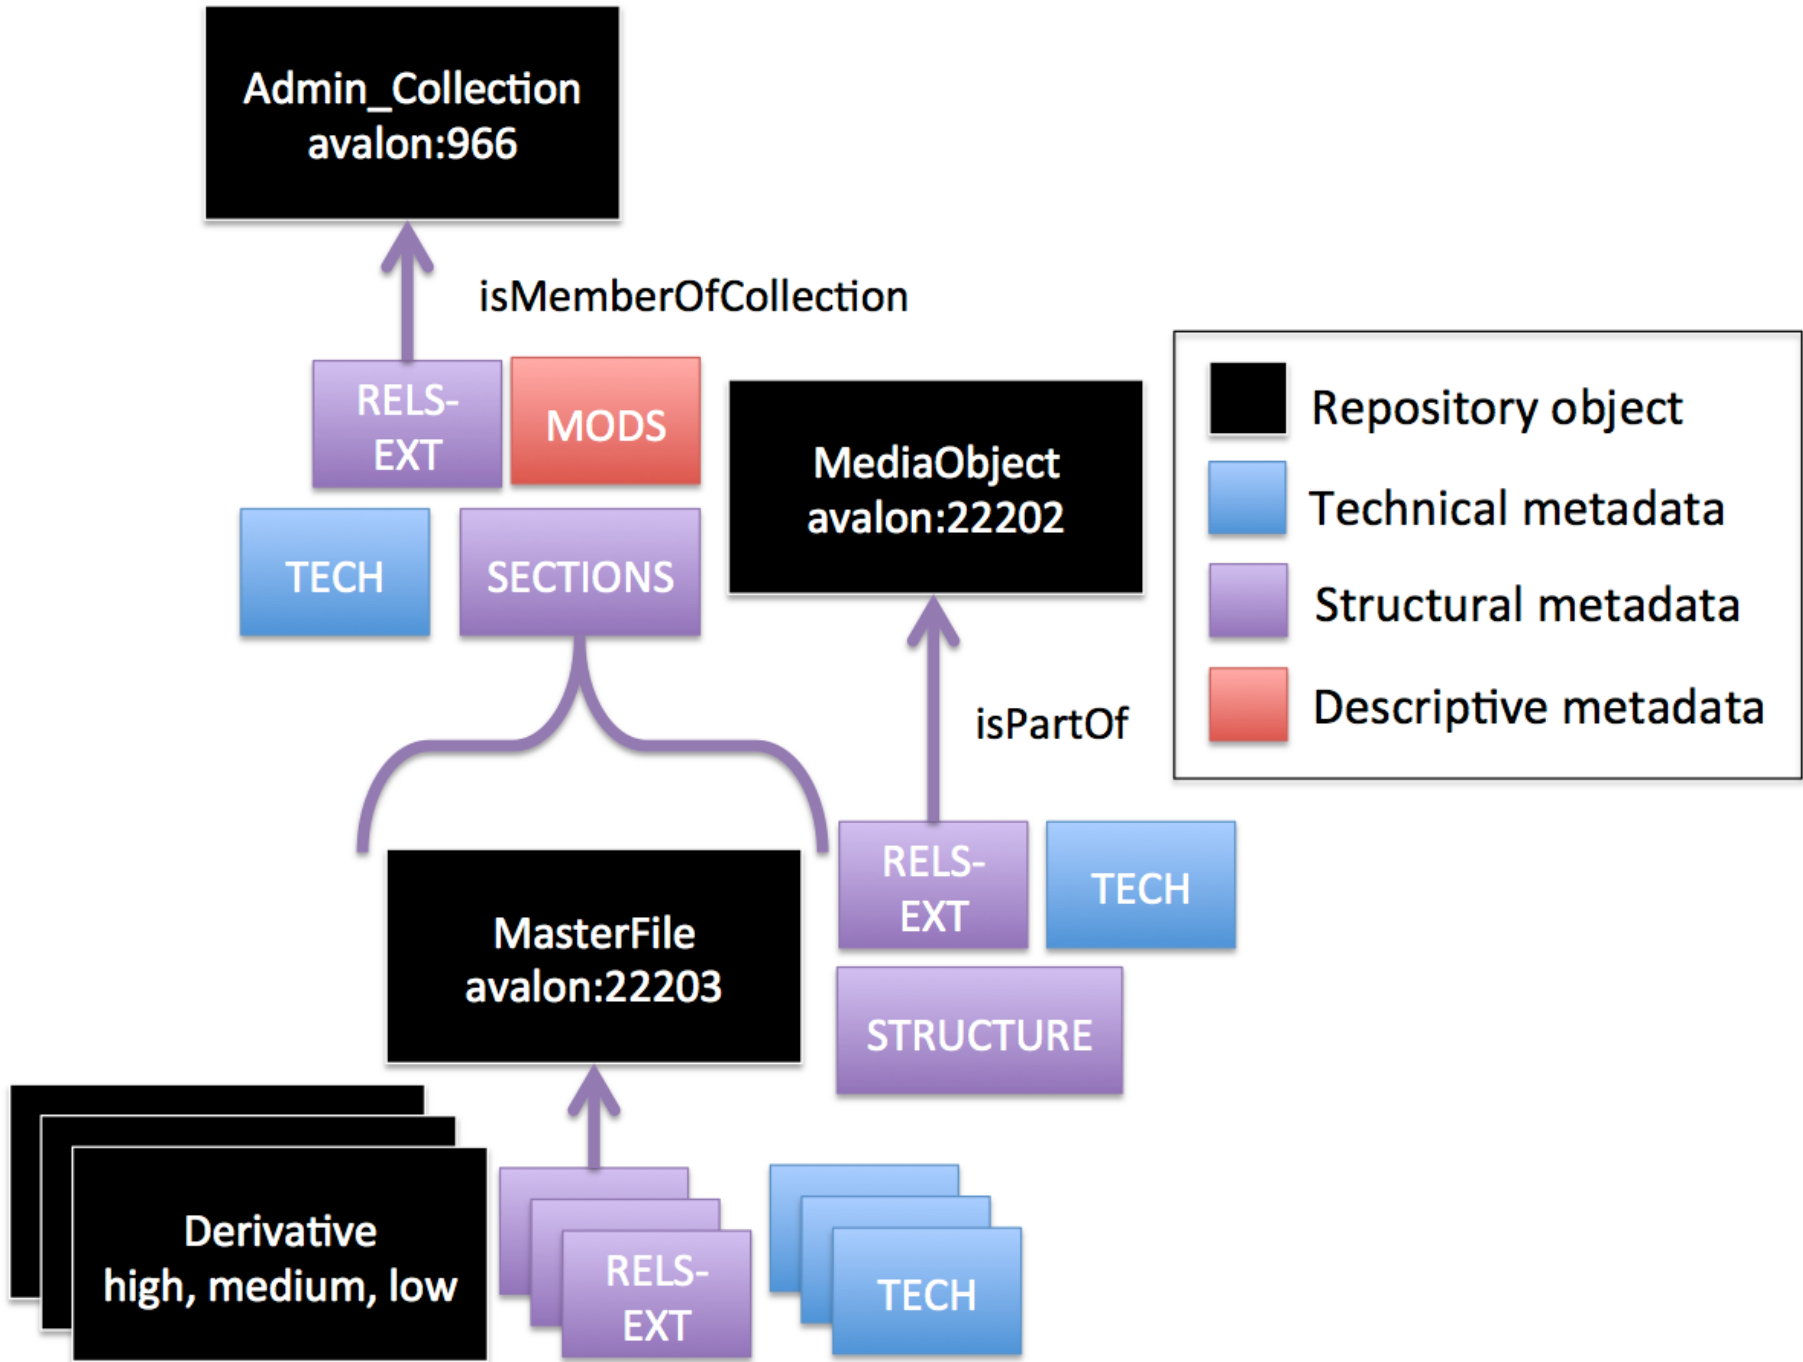 Admin_Collection
avalon:966
isMemberOfCollection
RELS-
EXT
MODS
TECH
SECTIONS
MediaObject
avalon:22202
Repository object
Technical metadata
Structural metadata
Descriptive metadata
isPartOf
MasterFile
avalon:22203
RELS-
EXT
TECH
STRUCTURE
Derivative
high, medium, low
RELS-
EXT
TECH